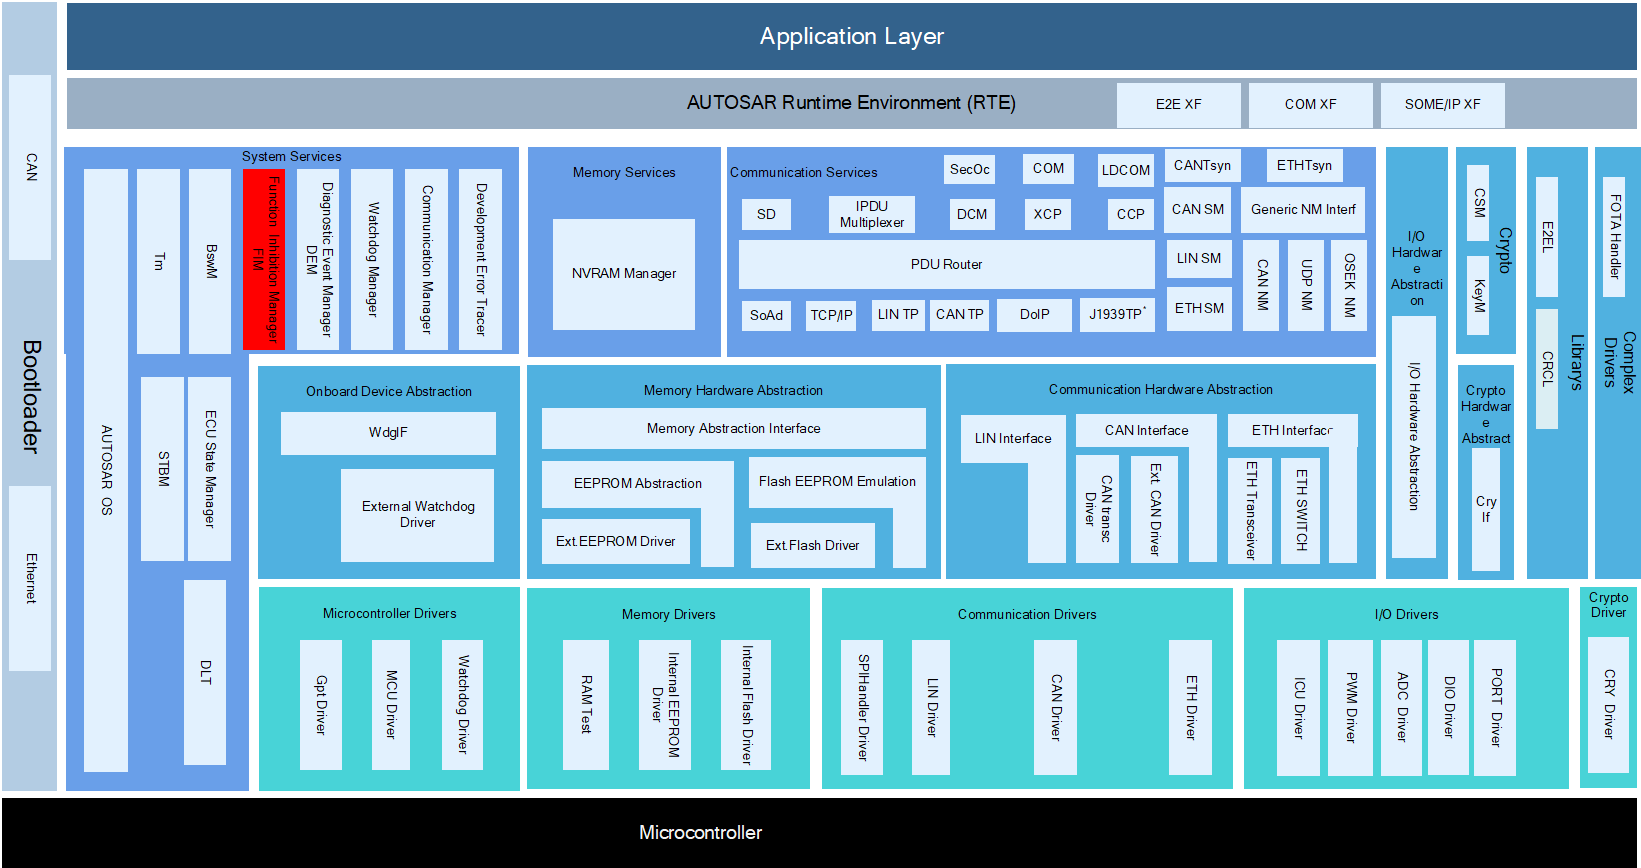 Application Layer
AUTOSAR Runtime Environment (RTE)
E2E XF
COM XF
SOME/IP XF
CAN
Bootloader
Ethernet
System Services
AUTOSAR OS
Tm
BswM
Function Inhibition Manager
FIM
Diagnostic Event Manager
DEM
Watchdog Manager
Communication Manager
Development Error Tracer
STBM
ECU State Manager
DLT
Memory Services
NVRAM Manager
Communication Services
SecOc
COM
LDCOM
CANTsyn
ETHTsyn
SD
IPDU
Multiplexer
DCM
XCP
CCP
CAN SM
Generic NM Interf
PDU Router
LIN SM
CAN NM
UDP NM
OSEK NM
SoAd
TCP/IP
LIN TP
CAN TP
DoIP
J1939TP*
ETH SM
I/O
Hardwar
e
Abstracti
on
I/O Hardware Abstraction
Crypto
CSM
KeyM
Librarys
E2EL
CRCL
Complex
Drivers
FOTA Handler
Onboard Device Abstraction
WdgIF
External Watchdog
Driver
Memory Hardware Abstraction
Memory Abstraction Interface
EEPROM Abstraction
Flash EEPROM Emulation
Ext.EEPROM Driver
Ext.Flash Driver
Communication Hardware Abstraction
LIN Interface
CAN Interface
ETH Interface
CAN transc
Driver
Ext. CAN Driver
ETH Transceiver
ETH SWITCH
Crypto
Hardwar
e
Abstract
Cry
If
Microcontroller Drivers
Gpt Driver
MCU Driver
Watchdog Driver
Memory Drivers
RAM Test
Internal EEPROM
Driver
Internal Flash Driver
Communication Drivers
SPIHandler Driver
LIN Driver
CAN Driver
ETH Driver
I/O Drivers
ICU Driver
PWM Driver
ADC Driver
DIO Driver
PORT Driver
Crypto
Driver
CRY Driver
Microcontroller